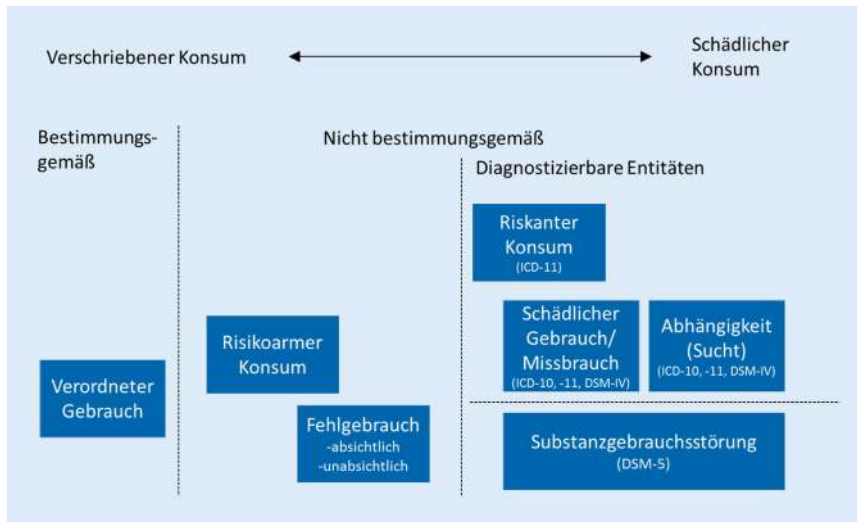 Verschriebener Konsum
Schädlicher
Konsum
Bestimmungs-
gemäß
Nicht bestimmungsgemäß
Diagnostizierbare Entitäten
Riskanter
Konsum
(ICD-11)
Schädlicher
Gebrauch/
Missbrauch
(ICD-10, -11, DSM-IV)
Abhängigkeit
(Sucht)
(ICD-10, -11, DSM-IV)
Risikoarmer
Konsum
Verordneter
Gebrauch
Fehlgebrauch
-absichtlich
-unabsichtlich
Substanzgebrauchsstörung
(DSM-5)